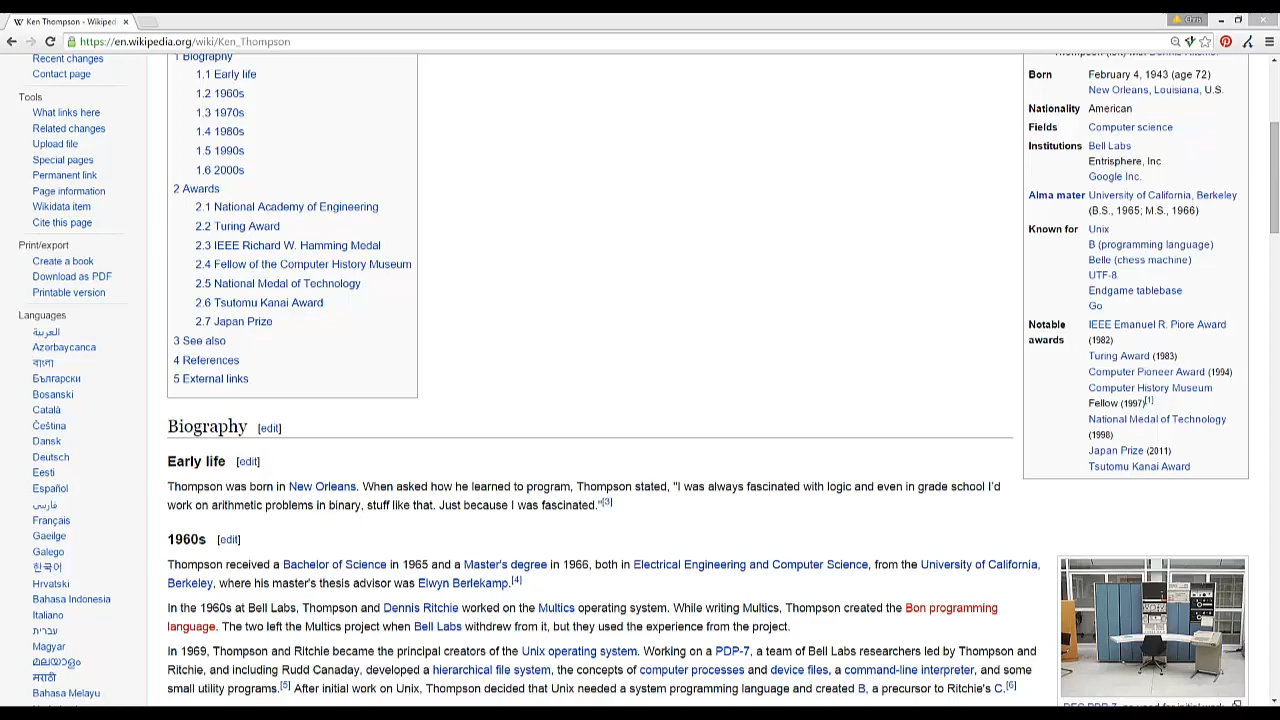 Ken Thompson - Wikiped
Chris
https://en.wikipedia.org/wiki/Ken_Thompson
Recent changes
Contact page
Tools
What links here
Related changes
Upload file
Special pages
Permanent link
Page information
Wikidata item
Cite this page
Print/export
Create a book
Download as PDF
Printable version
Languages
العربية
Azərbaycanca
বাংলা
Български
Bosanski
Català
Čeština
Dansk
Deutsch
Eesti
Español
فارسی
Français
Gaeilge
Galego
한국어
Hrvatski
Bahasa Indonesia
Italiano
עברית
Magyar
മലയാളം
मराठी
Bahasa Melayu
1 Biography
1.1 Early life
1.2 1960s
1.3 1970s
1.4 1980s
1.5 1990s
1.6 2000s
2 Awards
2.1 National Academy of Engineering
2.2 Turing Award
2.3 IEEE Richard W. Hamming Medal
2.4 Fellow of the Computer History Museum
2.5 National Medal of Technology
2.6 Tsutomu Kanai Award
2.7 Japan Prize
3 See also
4 References
5 External links
Biography [edit]
Early life [edit]
Thompson was born in New Orleans. When asked how he learned to program, Thompson stated, "I was always fascinated with logic and even in grade school I'd
work on arithmetic problems in binary, stuff like that. Just because I was fascinated."[3]
1960s [edit]
Thompson received a Bachelor of Science in 1965 and a Master's degree in 1966, both in Electrical Engineering and Computer Science, from the University of California,
Berkeley, where his master's thesis advisor was Elwyn Berlekamp.[4]
In the 1960s at Bell Labs, Thompson and Dennis Ritchie worked on the Multics operating system. While writing Multics, Thompson created the Bon programming
language. The two left the Multics project when Bell Labs withdrew from it, but they used the experience from the project.
In 1969, Thompson and Ritchie became the principal creators of the Unix operating system. Working on a PDP-7, a team of Bell Labs researchers led by Thompson and
Ritchie, and including Rudd Canaday, developed a hierarchical file system, the concepts of computer processes and device files, a command-line interpreter, and some
small utility programs.[5] After initial work on Unix, Thompson decided that Unix needed a system programming language and created B, a precursor to Ritchie's C.[6]
Born February 4, 1943 (age 72)
New Orleans, Louisiana, U.S.
Nationality American
Fields Computer science
Institutions Bell Labs
Entrisphere, Inc
Google Inc.
Alma mater University of California, Berkeley
(B.S., 1965; M.S., 1966)
Known for Unix
B (programming language)
Belle (chess machine)
UTF-8
Endgame tablebase
Go
Notable IEEE Emanuel R. Piore Award
awards (1982)
Turing Award (1983)
Computer Pioneer Award (1994)
Computer History Museum
Fellow (1997)[1]
National Medal of Technology
(1998)
Japan Prize (2011)
Tsutomu Kanai Award